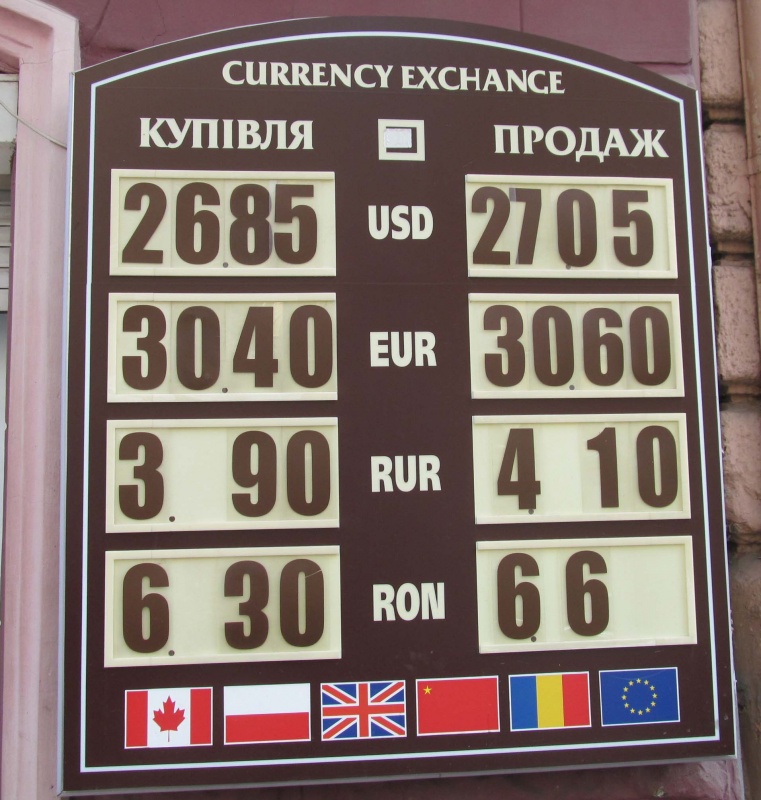 CURRENCY EXCHANGE
КУПІВЛЯ ПРОДАЖ
26.85 USD 27.05
30.40 EUR 30.60
3. 90 RUR 4. 10
6. 30 RON 6.6